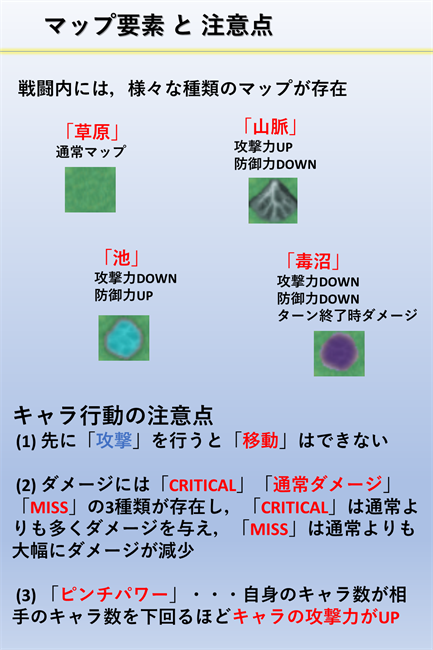 マップ要素 と 注意点
戦闘内には，様々な種類のマップが存在
「草原」
通常マップ
「山脈」
攻撃力UP
防御力DOWN
「池」
攻撃力DOWN
防御力UP
「毒沼」
攻撃力DOWN
防御力DOWN
ターン終了時ダメージ
キャラ行動の注意点
(1) 先に「攻撃」を行うと「移動」はできない
(2) ダメージには「CRITICAL」「通常ダメージ」
「MISS」の3種類が存在し，「CRITICAL」は通常よ
りも多くダメージを与え，「MISS」は通常よりも
大幅にダメージが減少
(3) 「ピンチパワー」・・・自身のキャラ数が相
手のキャラ数を下回るほどキャラの攻撃力がUP